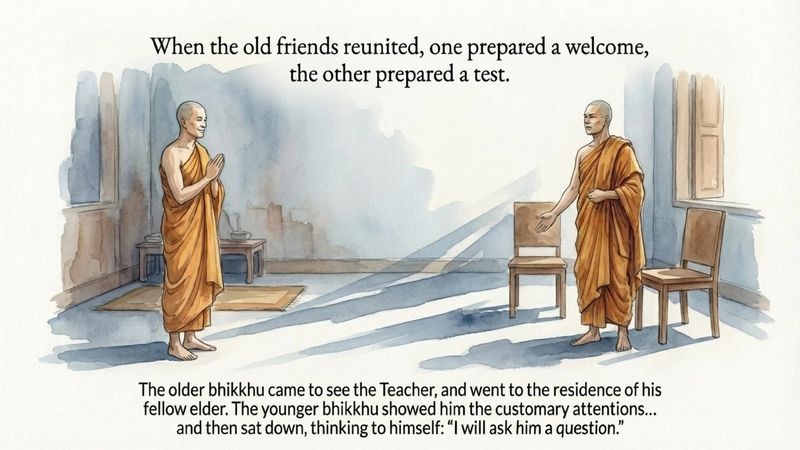 When the old friends reunited, one prepared a welcome,
the other prepared a test.
The older bhikkhu came to see the Teacher, and went to the residence of his
fellow elder. The younger bhikkhu showed him the customary attentions...
and then sat down, thinking to himself: “I will ask him a question.”